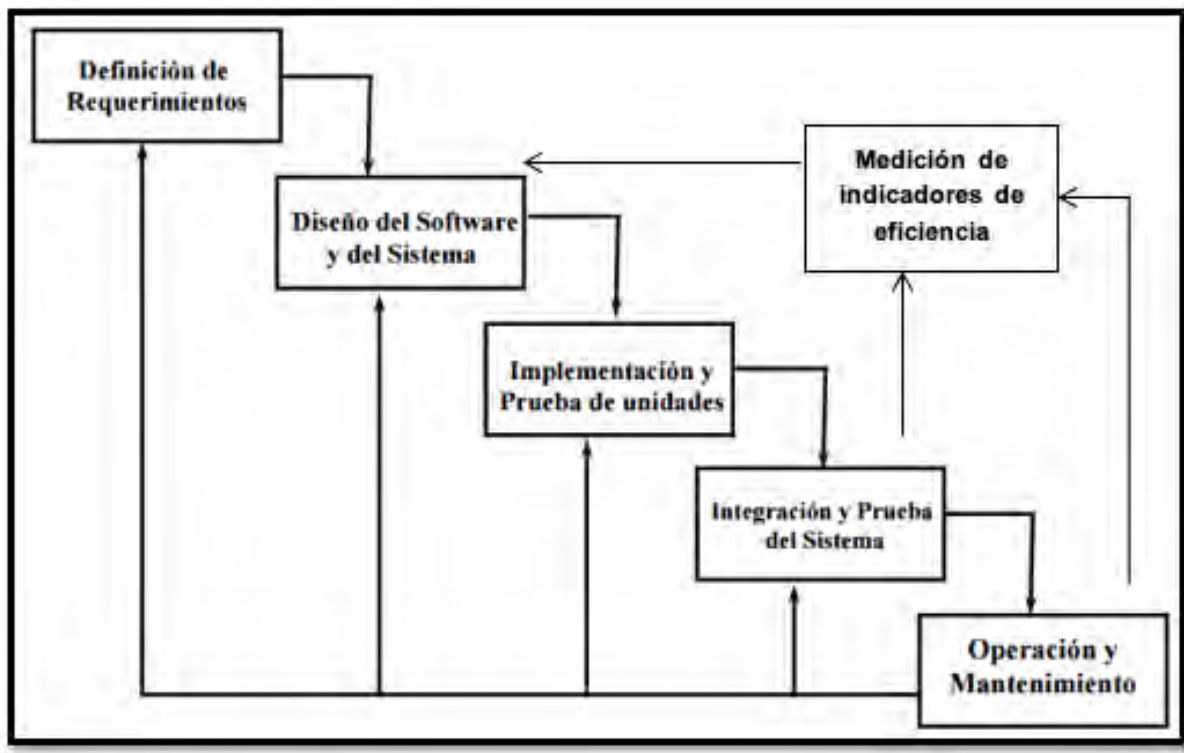 Definición de
Requerimientos
Diseño del Software
y del Sistema
Medición de
indicadores de
eficiencia
Implementación y
Prueba de unidades
Integración y Prueba
del Sistema
Operación y
Mantenimiento